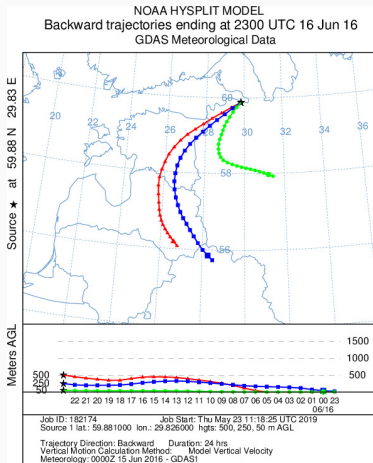 NOAA HYSPLIT MODEL
Backward trajectories ending at 2300 UTC 16 Jun 16
GDAS Meteorological Data
Source ★ at 59.88 N 29.83 E
60
20 22 24 26 28 30 32 34 36
58
56
Meters AGL
1500
1000
500 500
250
50
22 21 20 19 18 17 16 15 14 13 12 11 10 09 08 07 06 05 04 03 02 01 00 23
06/16
Job ID: 182174 Job Start: Thu May 23 11:18:25 UTC 2019
Source 1 lat.: 59.881000 lon.: 29.826000 hgts: 500, 250, 50 m AGL
Trajectory Direction: Backward Duration: 24 hrs
Vertical Motion Calculation Method: Model Vertical Velocity
Meteorology: 0000Z 15 Jun 2016 - GDAS1